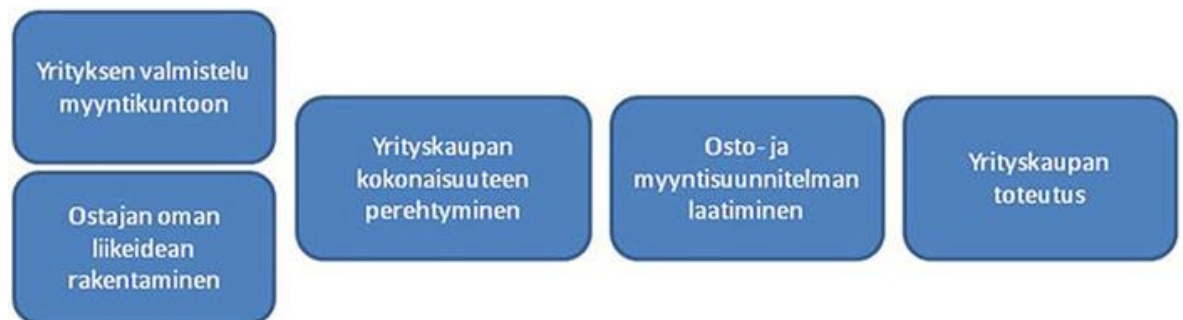 Yrityksen valmistelu
myyntikuntoon
Ostajan oman
liikeidean
rakentaminen
Yrityskaupan
kokonaisuuteen
perehtyminen
Osto- ja
myyntisuunnitelman
laatiminen
Yrityskaupan
toteutus